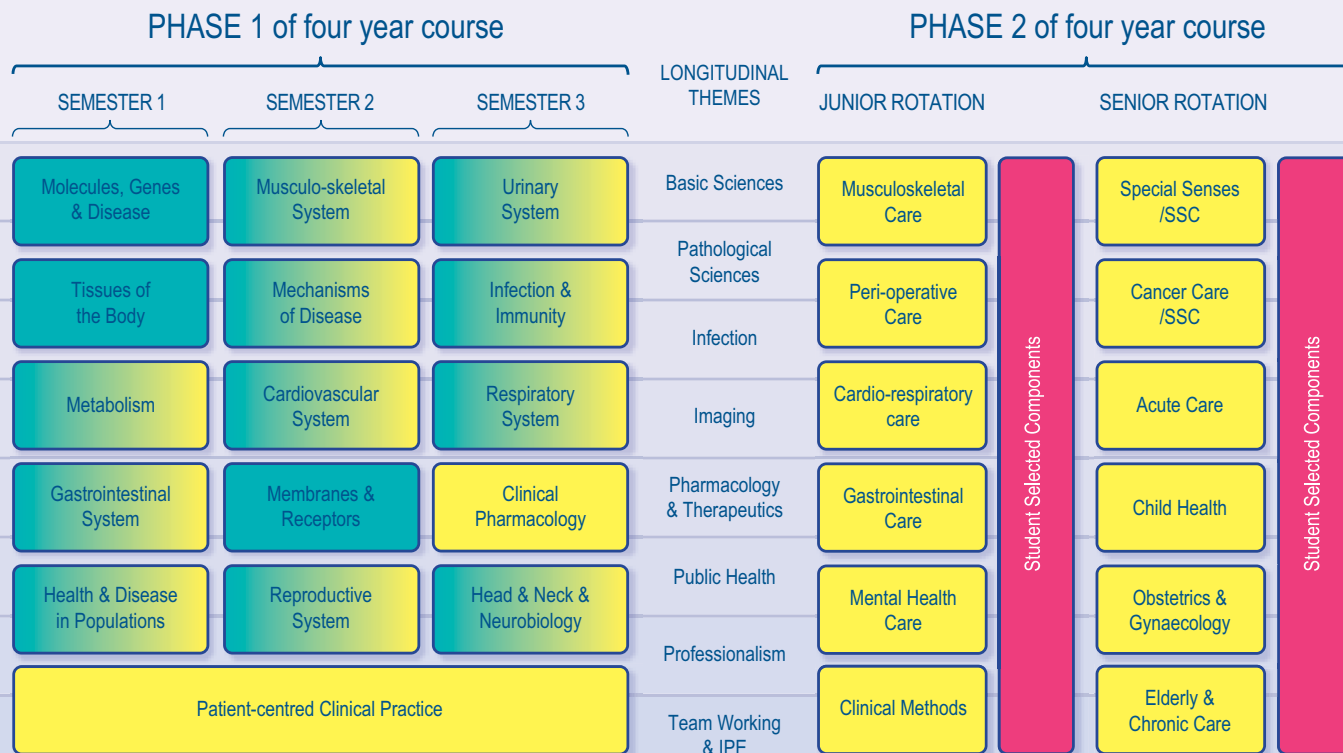 PHASE 1 of four year course
PHASE 2 of four year course
LONGITUDINAL
THEMES
SEMESTER 1
SEMESTER 2
SEMESTER 3
JUNIOR ROTATION
SENIOR ROTATION
Molecules, Genes
& Disease
Tissues of
the Body
Metabolism
Gastrointestinal
System
Health & Disease
in Populations
Musculo-skeletal
System
Mechanisms
of Disease
Cardiovascular
System
Membranes &
Receptors
Reproductive
System
Urinary
System
Infection &
Immunity
Respiratory
System
Clinical
Pharmacology
Head & Neck &
Neurobiology
Patient-centred Clinical Practice
Basic Sciences
Pathological
Sciences
Infection
Imaging
Pharmacology
& Therapeutics
Public Health
Professionalism
Team Working
& IPE
Musculoskeletal
Care
Peri-operative
Care
Cardio-respiratory
care
Gastrointestinal
Care
Mental Health
Care
Clinical Methods
Student Selected Components
Special Senses
/SSC
Cancer Care
/SSC
Acute Care
Child Health
Obstetrics &
Gynaecology
Elderly &
Chronic Care
Student Selected Components